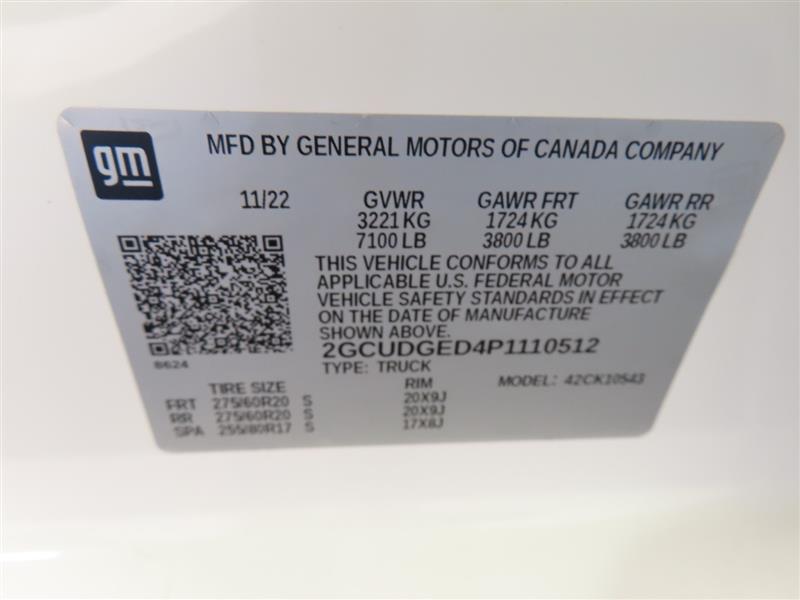 gm
MFD BY GENERAL MOTORS OF CANADA COMPANY
11/22 GVWR GAWR FRT GAWR RR
3221 KG 1724 KG 1724 KG
7100 LB 3800 LB 3800 LB
THIS VEHICLE CONFORMS TO ALL
APPLICABLE U.S. FEDERAL MOTOR
VEHICLE SAFETY STANDARDS IN EFFECT
ON THE DATE OF MANUFACTURE
SHOWN ABOVE.
2GCUDGED4P1110512
8624
TYPE: TRUCK
MODEL: 42CK10543
TIRE SIZE RIM
FRT 275/60R20 S 20X9J
RR 275/60R20 S 20X9J
SPA 255/80R17 S 17X8J